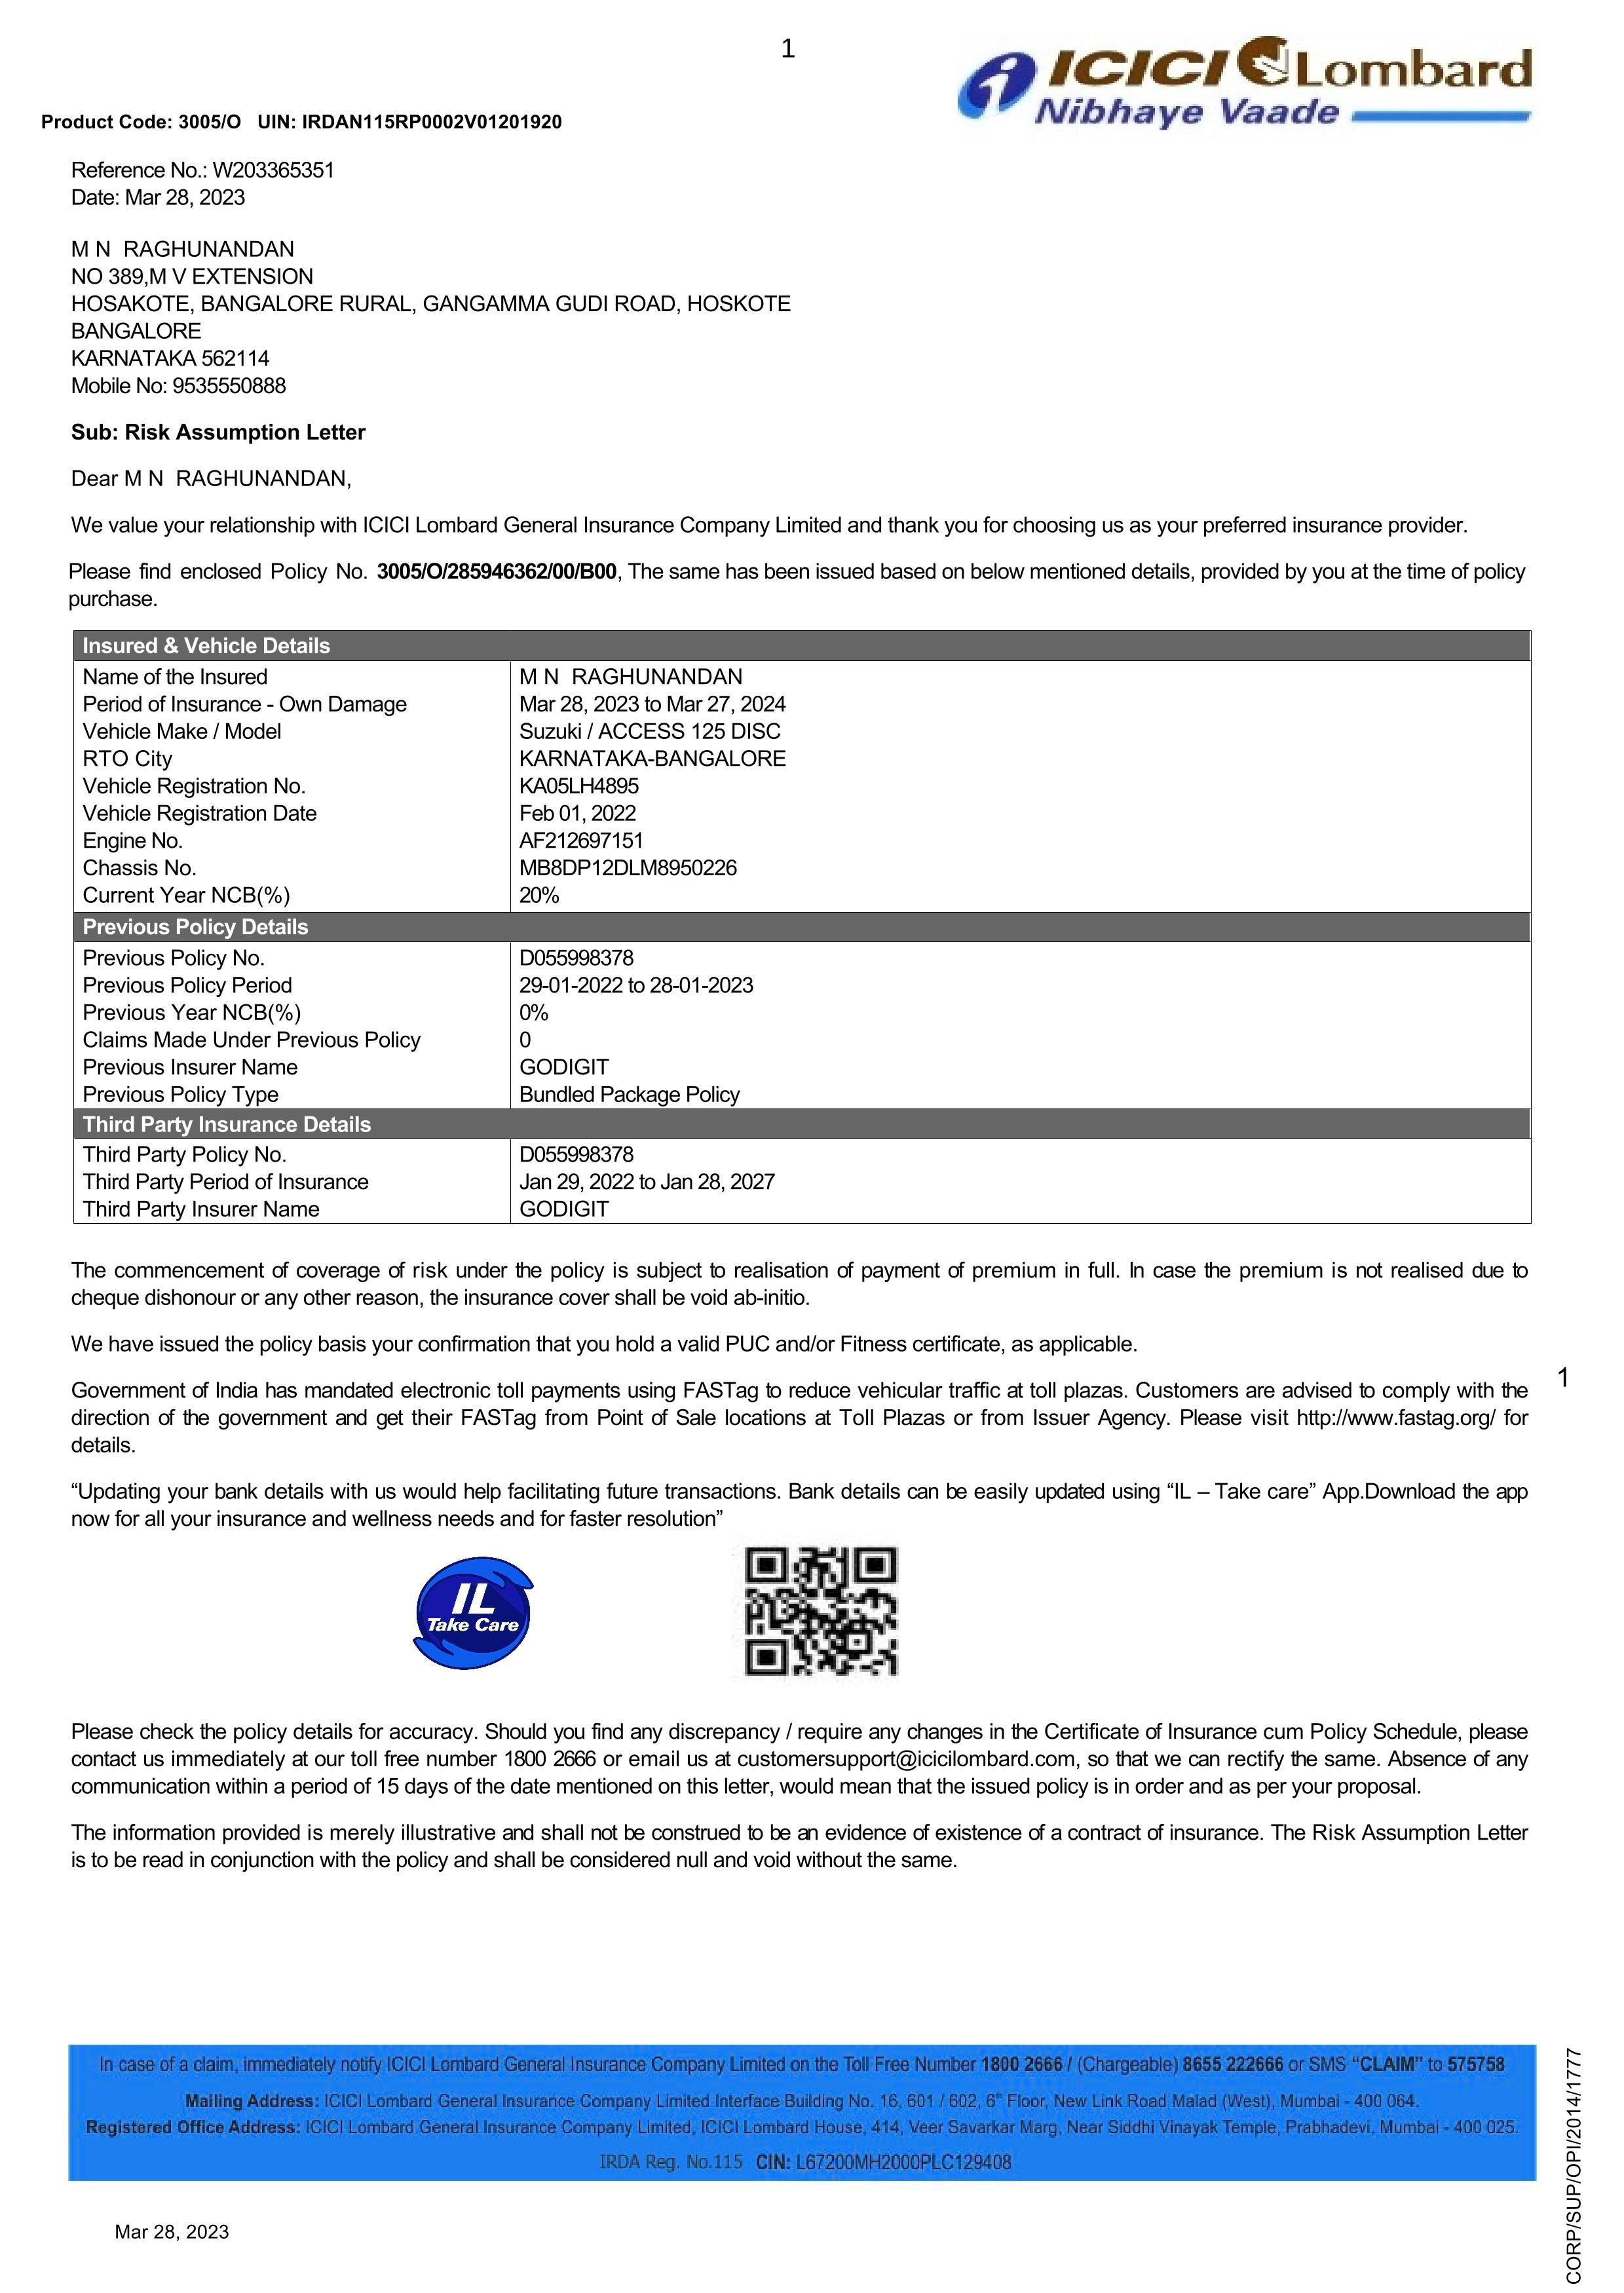 1
ICICI Lombard
Nibhaye Vaade
Product Code: 3005/O UIN: IRDAN115RP0002V01201920
Reference No.: W203365351
Date: Mar 28, 2023
M N RAGHUNANDAN
NO 389,M V EXTENSION
HOSAKOTE, BANGALORE RURAL, GANGAMMA GUDI ROAD, HOSKOTE
BANGALORE
KARNATAKA 562114
Mobile No: 9535550888
Sub: Risk Assumption Letter
Dear M N RAGHUNANDAN,
We value your relationship with ICICI Lombard General Insurance Company Limited and thank you for choosing us as your preferred insurance provider.
Please find enclosed Policy No. 3005/O/285946362/00/B00, The same has been issued based on below mentioned details, provided by you at the time of policy
purchase.
Insured & Vehicle Details
Name of the Insured M N RAGHUNANDAN
Period of Insurance - Own Damage Mar 28, 2023 to Mar 27, 2024
Vehicle Make / Model Suzuki / ACCESS 125 DISC
RTO City KARNATAKA-BANGALORE
Vehicle Registration No. KA05LH4895
Vehicle Registration Date Feb 01, 2022
Engine No. AF212697151
Chassis No. MB8DP12DLM8950226
Current Year NCB(%) 20%
Previous Policy Details
Previous Policy No. D055998378
Previous Policy Period 29-01-2022 to 28-01-2023
Previous Year NCB(%) 0%
Claims Made Under Previous Policy 0
Previous Insurer Name GODIGIT
Previous Policy Type Bundled Package Policy
Third Party Insurance Details
Third Party Policy No. D055998378
Third Party Period of Insurance Jan 29, 2022 to Jan 28, 2027
Third Party Insurer Name GODIGIT
The commencement of coverage of risk under the policy is subject to realisation of payment of premium in full. In case the premium is not realised due to
cheque dishonour or any other reason, the insurance cover shall be void ab-initio.
We have issued the policy basis your confirmation that you hold a valid PUC and/or Fitness certificate, as applicable.
1
Government of India has mandated electronic toll payments using FASTag to reduce vehicular traffic at toll plazas. Customers are advised to comply with the
direction of the government and get their FASTag from Point of Sale locations at Toll Plazas or from Issuer Agency. Please visit http://www.fastag.org/ for
details.
“Updating your bank details with us would help facilitating future transactions. Bank details can be easily updated using “IL – Take care” App.Download the app
now for all your insurance and wellness needs and for faster resolution”
IL
Take Care
Please check the policy details for accuracy. Should you find any discrepancy / require any changes in the Certificate of Insurance cum Policy Schedule, please
contact us immediately at our toll free number 1800 2666 or email us at customersupport@icicilombard.com, so that we can rectify the same. Absence of any
communication within a period of 15 days of the date mentioned on this letter, would mean that the issued policy is in order and as per your proposal.
The information provided is merely illustrative and shall not be construed to be an evidence of existence of a contract of insurance. The Risk Assumption Letter
is to be read in conjunction with the policy and shall be considered null and void without the same.
In case of a claim, immediately notify ICICI Lombard General Insurance Company Limited on the Toll Free Number 1800 2666 / (Chargeable) 8655 222666 or SMS “CLAIM” to 575758
Mailing Address: ICICI Lombard General Insurance Company Limited Interface Building No. 16, 601 / 602, 6th Floor, New Link Road Malad (West), Mumbai - 400 064.
Registered Office Address: ICICI Lombard General Insurance Company Limited, ICICI Lombard House, 414, Veer Savarkar Marg, Near Siddhi Vinayak Temple, Prabhadevi, Mumbai - 400 025.
IRDA Reg. No.115 CIN: L67200MH2000PLC129408
CORP/SUP/OPI/2014/1777
Mar 28, 2023